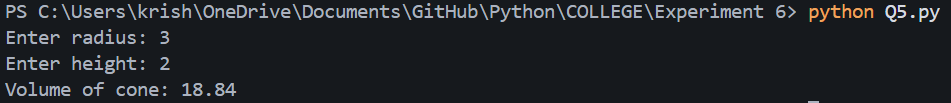 PS C:\Users\krish\OneDrive\Documents\GitHub\Python\COLLEGE\Experiment 6> python Q5.py
Enter radius: 3
Enter height: 2
Volume of cone: 18.84